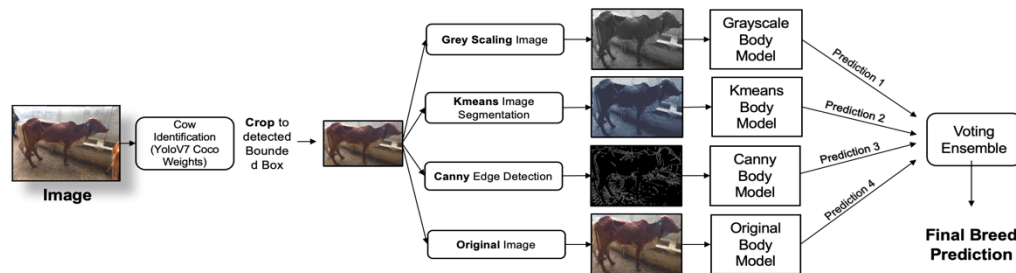 Image
Cow
Identification
(YoloV7 Coco
Weights)
Crop to
detected
Bounde
d Box
Grey Scaling Image
Kmeans Image
Segmentation
Canny Edge Detection
Original Image
Grayscale
Body
Model
Kmeans
Body
Model
Canny
Body
Model
Original
Body
Model
Prediction 1
Prediction 2
Prediction 3
Prediction 4
Voting
Ensemble
Final Breed
Prediction